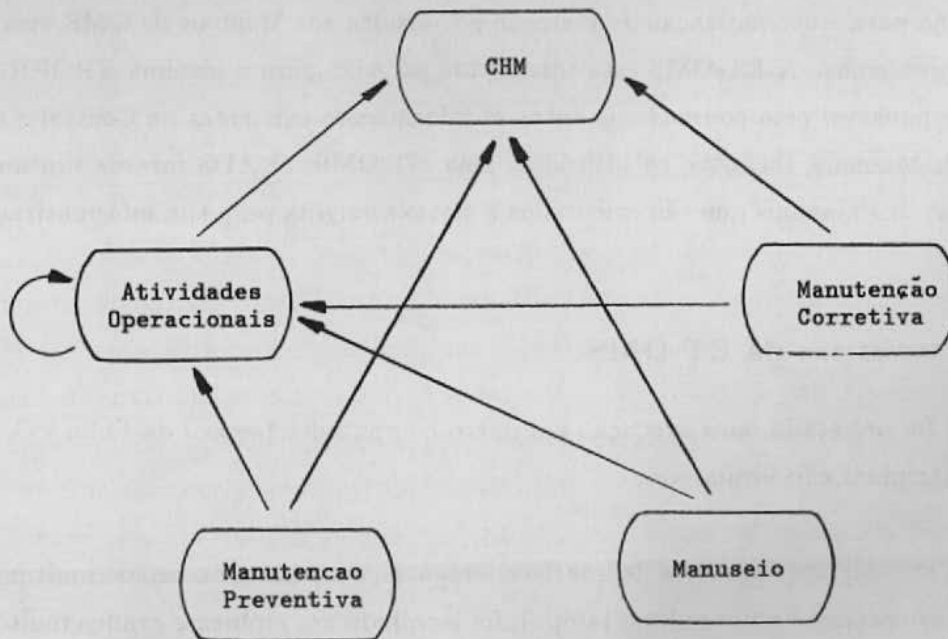 CHM
Atividades
Operacionais
Manutenção
Corretiva
Manutencao
Preventiva
Manuseio